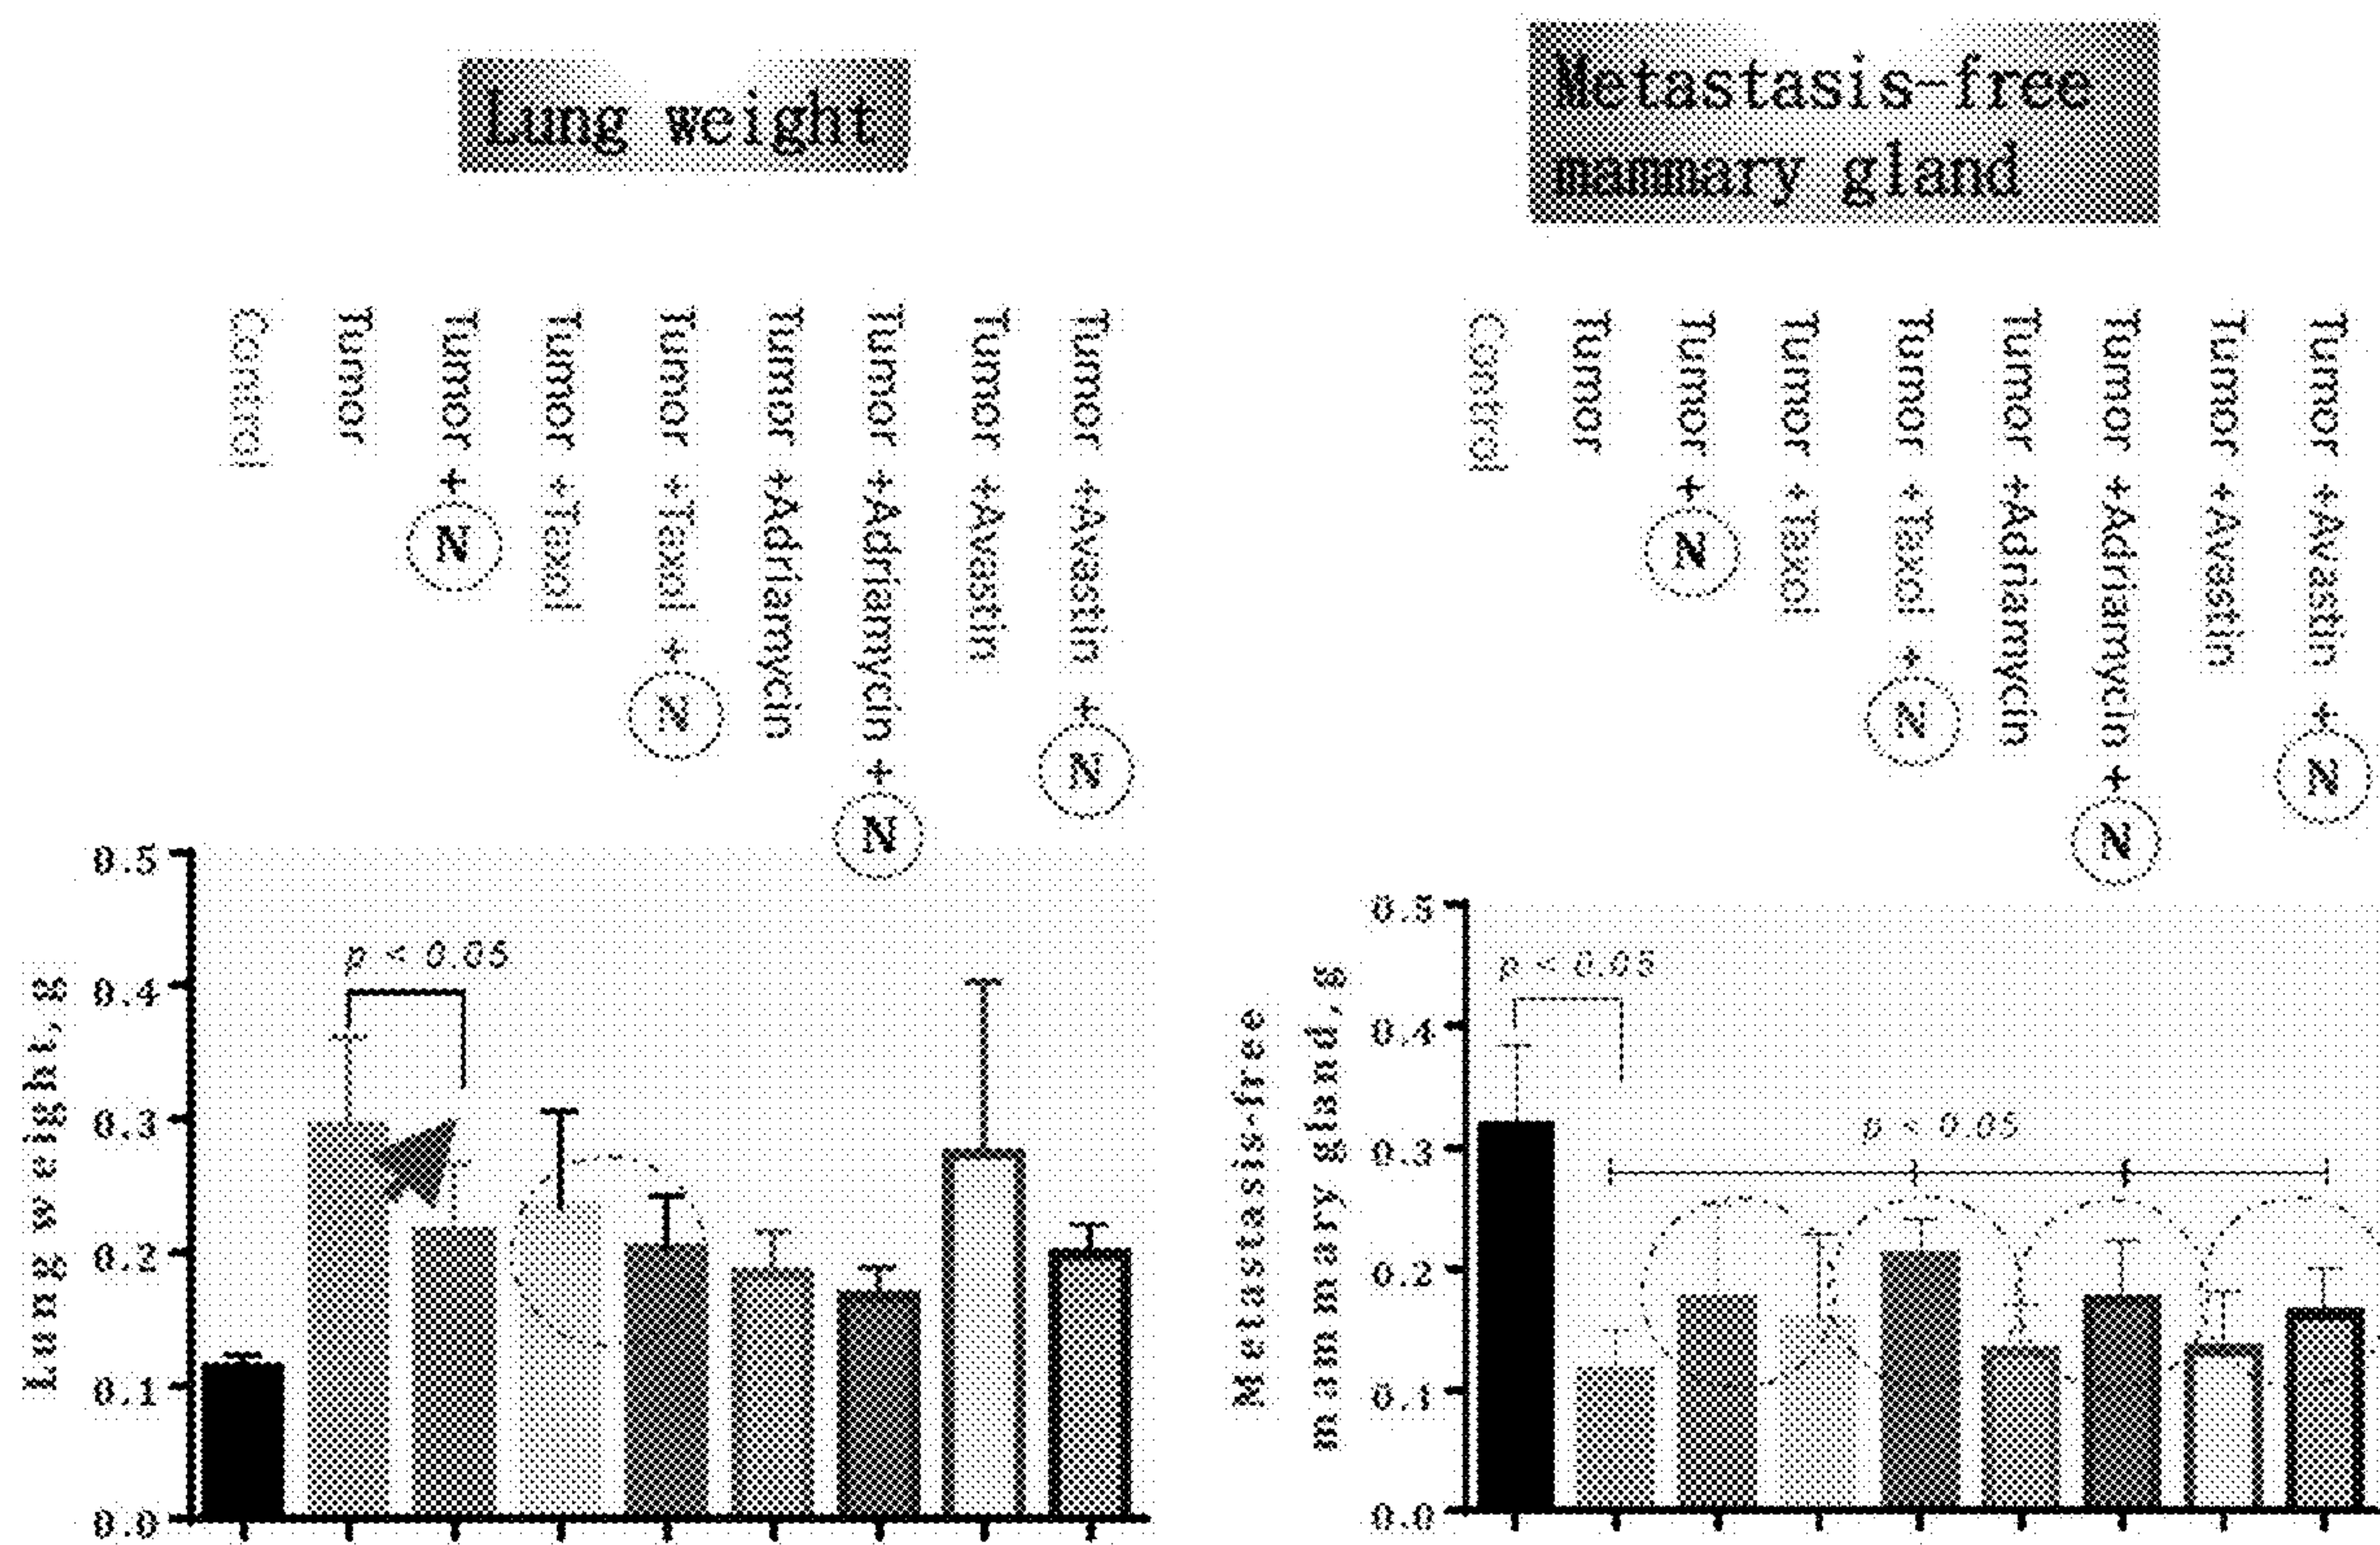 Lung weight
Control
Tumor
Tumor + N
Tumor +Taxol
Tumor +Taxol + N
Tumor +Adriamycin
Tumor +Adriamycin + N
Tumor +Avastin
Tumor +Avastin + N
Lung weight, g
0.5
0.4
0.3
0.2
0.1
0.0
p < 0.05
Metastasis-free
mammary gland
Control
Tumor
Tumor + N
Tumor +Taxol
Tumor +Taxol + N
Tumor +Adriamycin
Tumor +Adriamycin + N
Tumor +Avastin
Tumor +Avastin + N
Metastasis-free
mammary gland, g
0.5
0.4
0.3
0.2
0.1
0.0
p < 0.05
p < 0.05